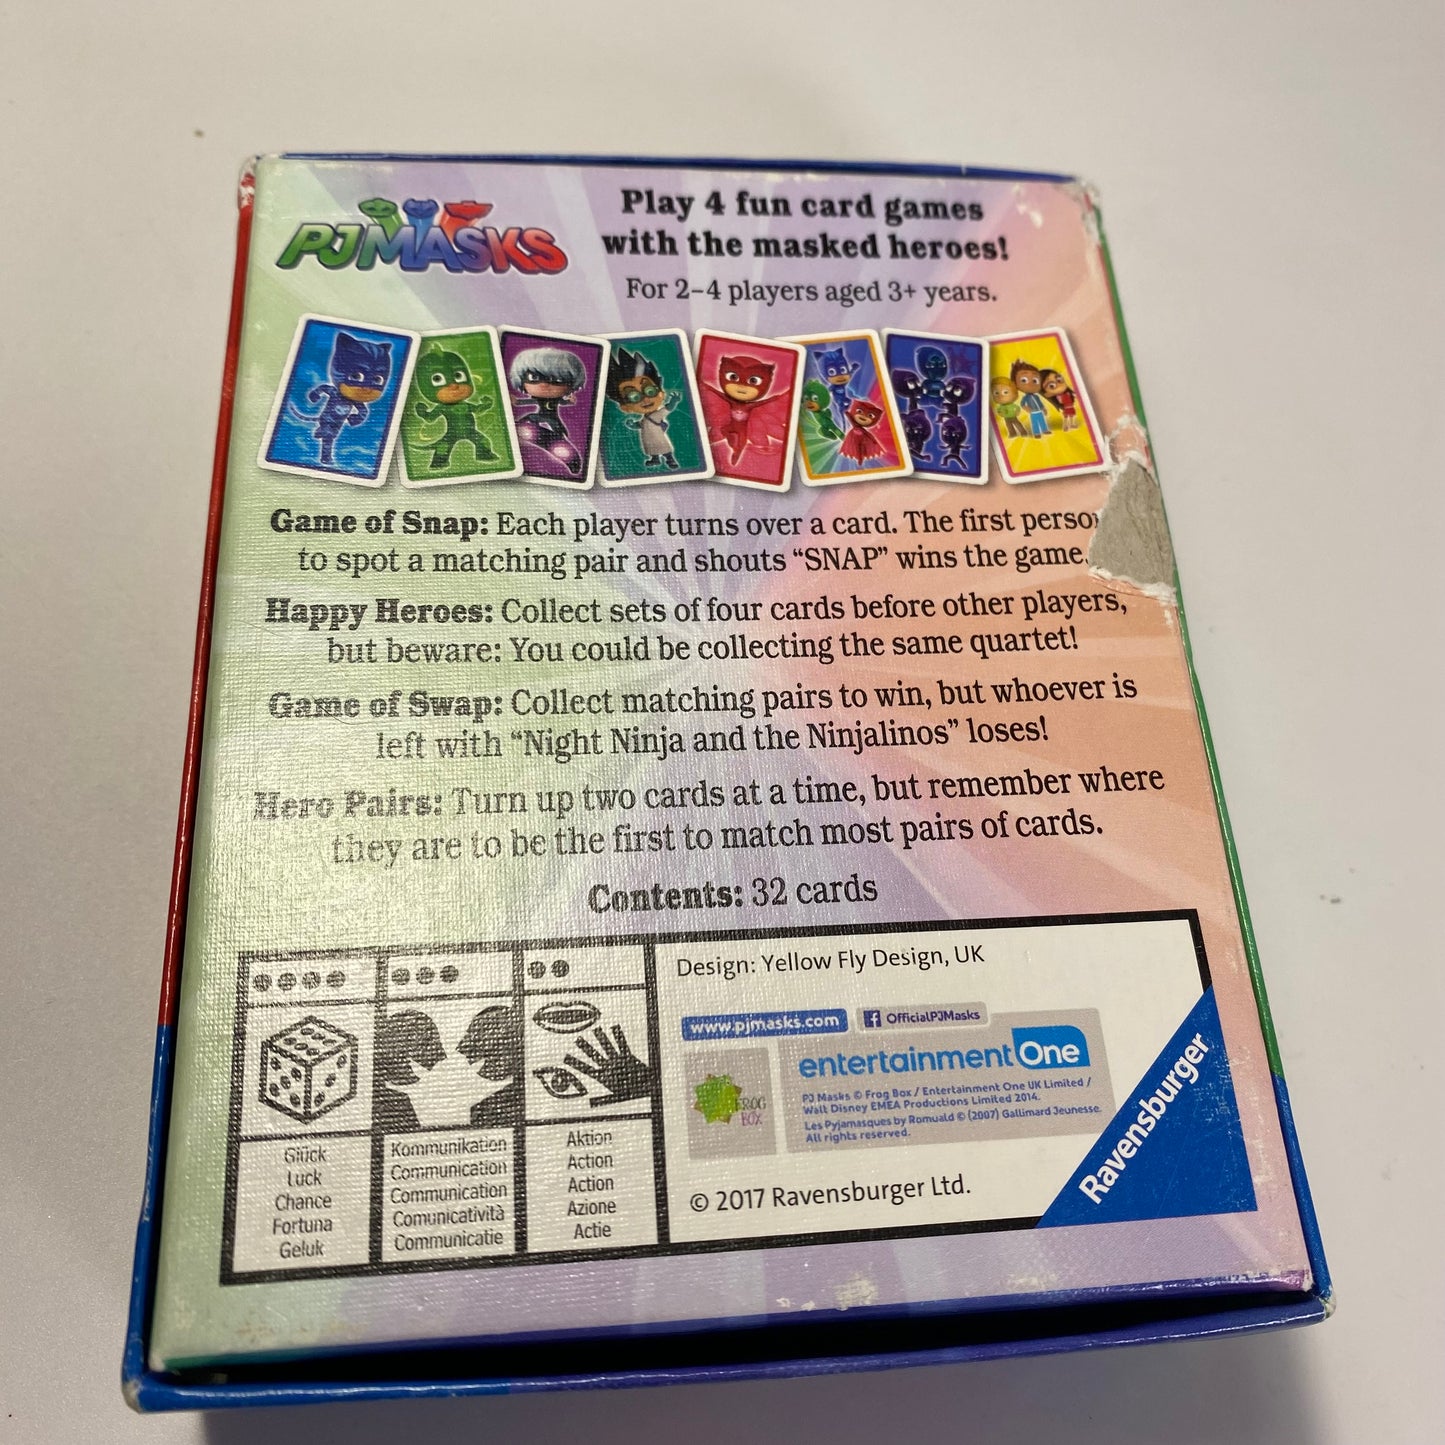 PJMASKS
Play 4 fun card games
with the masked heroes!
For 2–4 players aged 3+ years.
Game of Snap: Each player turns over a card. The first person
to spot a matching pair and shouts “SNAP” wins the game.
Happy Heroes: Collect sets of four cards before other players,
but beware: You could be collecting the same quartet!
Game of Swap: Collect matching pairs to win, but whoever is
left with “Night Ninja and the Ninjalinos” loses!
Hero Pairs: Turn up two cards at a time, but remember where
they are to be the first to match most pairs of cards.
Contents: 32 cards
Glück
Luck
Chance
Fortuna
Geluk
Kommunikation
Communication
Communication
Comunicatività
Communicatie
Aktion
Action
Action
Azione
Actie
Design: Yellow Fly Design, UK
www.pjmasks.com
f OfficialPJMasks
FROG
BOX
entertainmentOne
PJ Masks © Frog Box / Entertainment One UK Limited /
Walt Disney EMEA Productions Limited 2014.
Les Pyjamasques by Romuald © (2007) Gallimard Jeunesse.
All rights reserved.
© 2017 Ravensburger Ltd.
Ravensburger